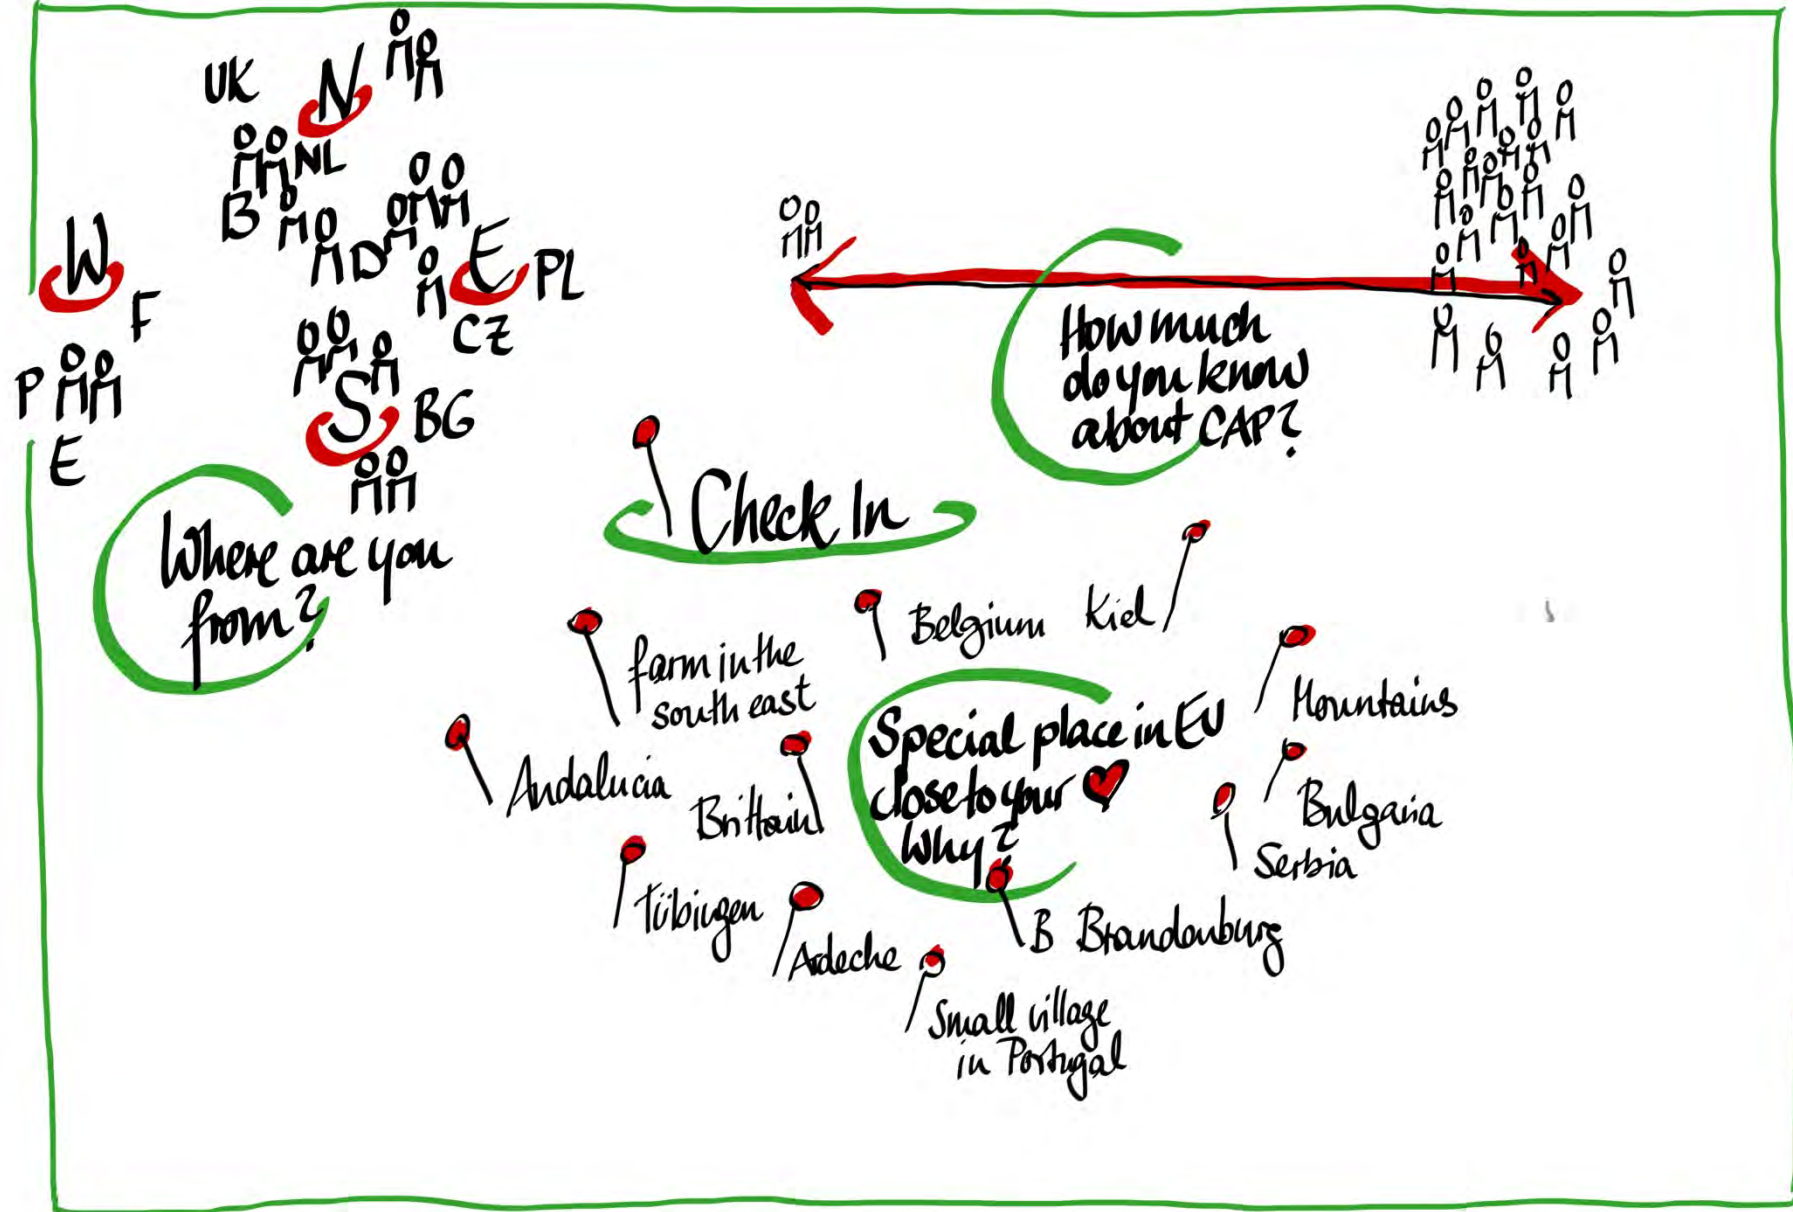 UK
N
NL
B
D
W
F
E
PL
CZ
P
S
BG
E
Where are you
from?
How much
do you know
about CAP?
Check In
Belgium
Kiel
farm in the
south east
Mountains
Special place in EU
close to your
Why?
Andalucia
Brittain
Bulgaria
Serbia
Tübingen
Adeche
B Brandenburg
Small village
in Portugal